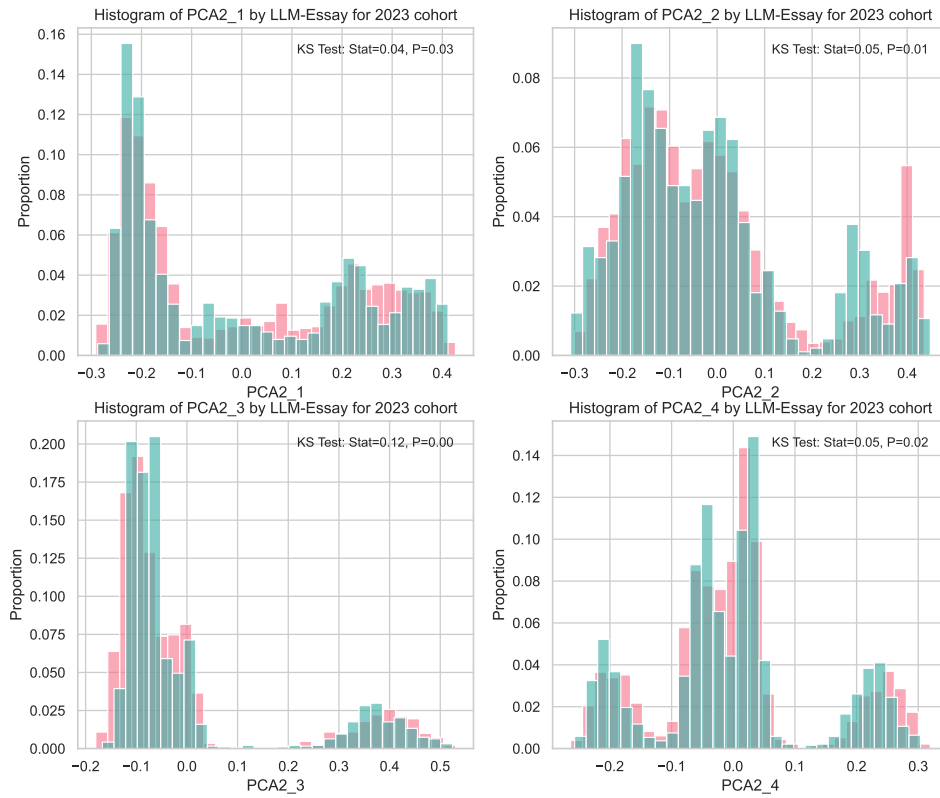 Histogram of PCA2_1 by LLM-Essay for 2023 cohort
KS Test: Stat=0.04, P=0.03
Proportion
0.16
0.14
0.12
0.10
0.08
0.06
0.04
0.02
0.00
−0.3 −0.2 −0.1 0.0 0.1 0.2 0.3 0.4
PCA2_1
Histogram of PCA2_2 by LLM-Essay for 2023 cohort
KS Test: Stat=0.05, P=0.01
Proportion
0.08
0.06
0.04
0.02
0.00
−0.3 −0.2 −0.1 0.0 0.1 0.2 0.3 0.4
PCA2_2
Histogram of PCA2_3 by LLM-Essay for 2023 cohort
KS Test: Stat=0.12, P=0.00
Proportion
0.200
0.175
0.150
0.125
0.100
0.075
0.050
0.025
0.000
−0.2 −0.1 0.0 0.1 0.2 0.3 0.4 0.5
PCA2_3
Histogram of PCA2_4 by LLM-Essay for 2023 cohort
KS Test: Stat=0.05, P=0.02
Proportion
0.14
0.12
0.10
0.08
0.06
0.04
0.02
0.00
−0.2 −0.1 0.0 0.1 0.2 0.3
PCA2_4